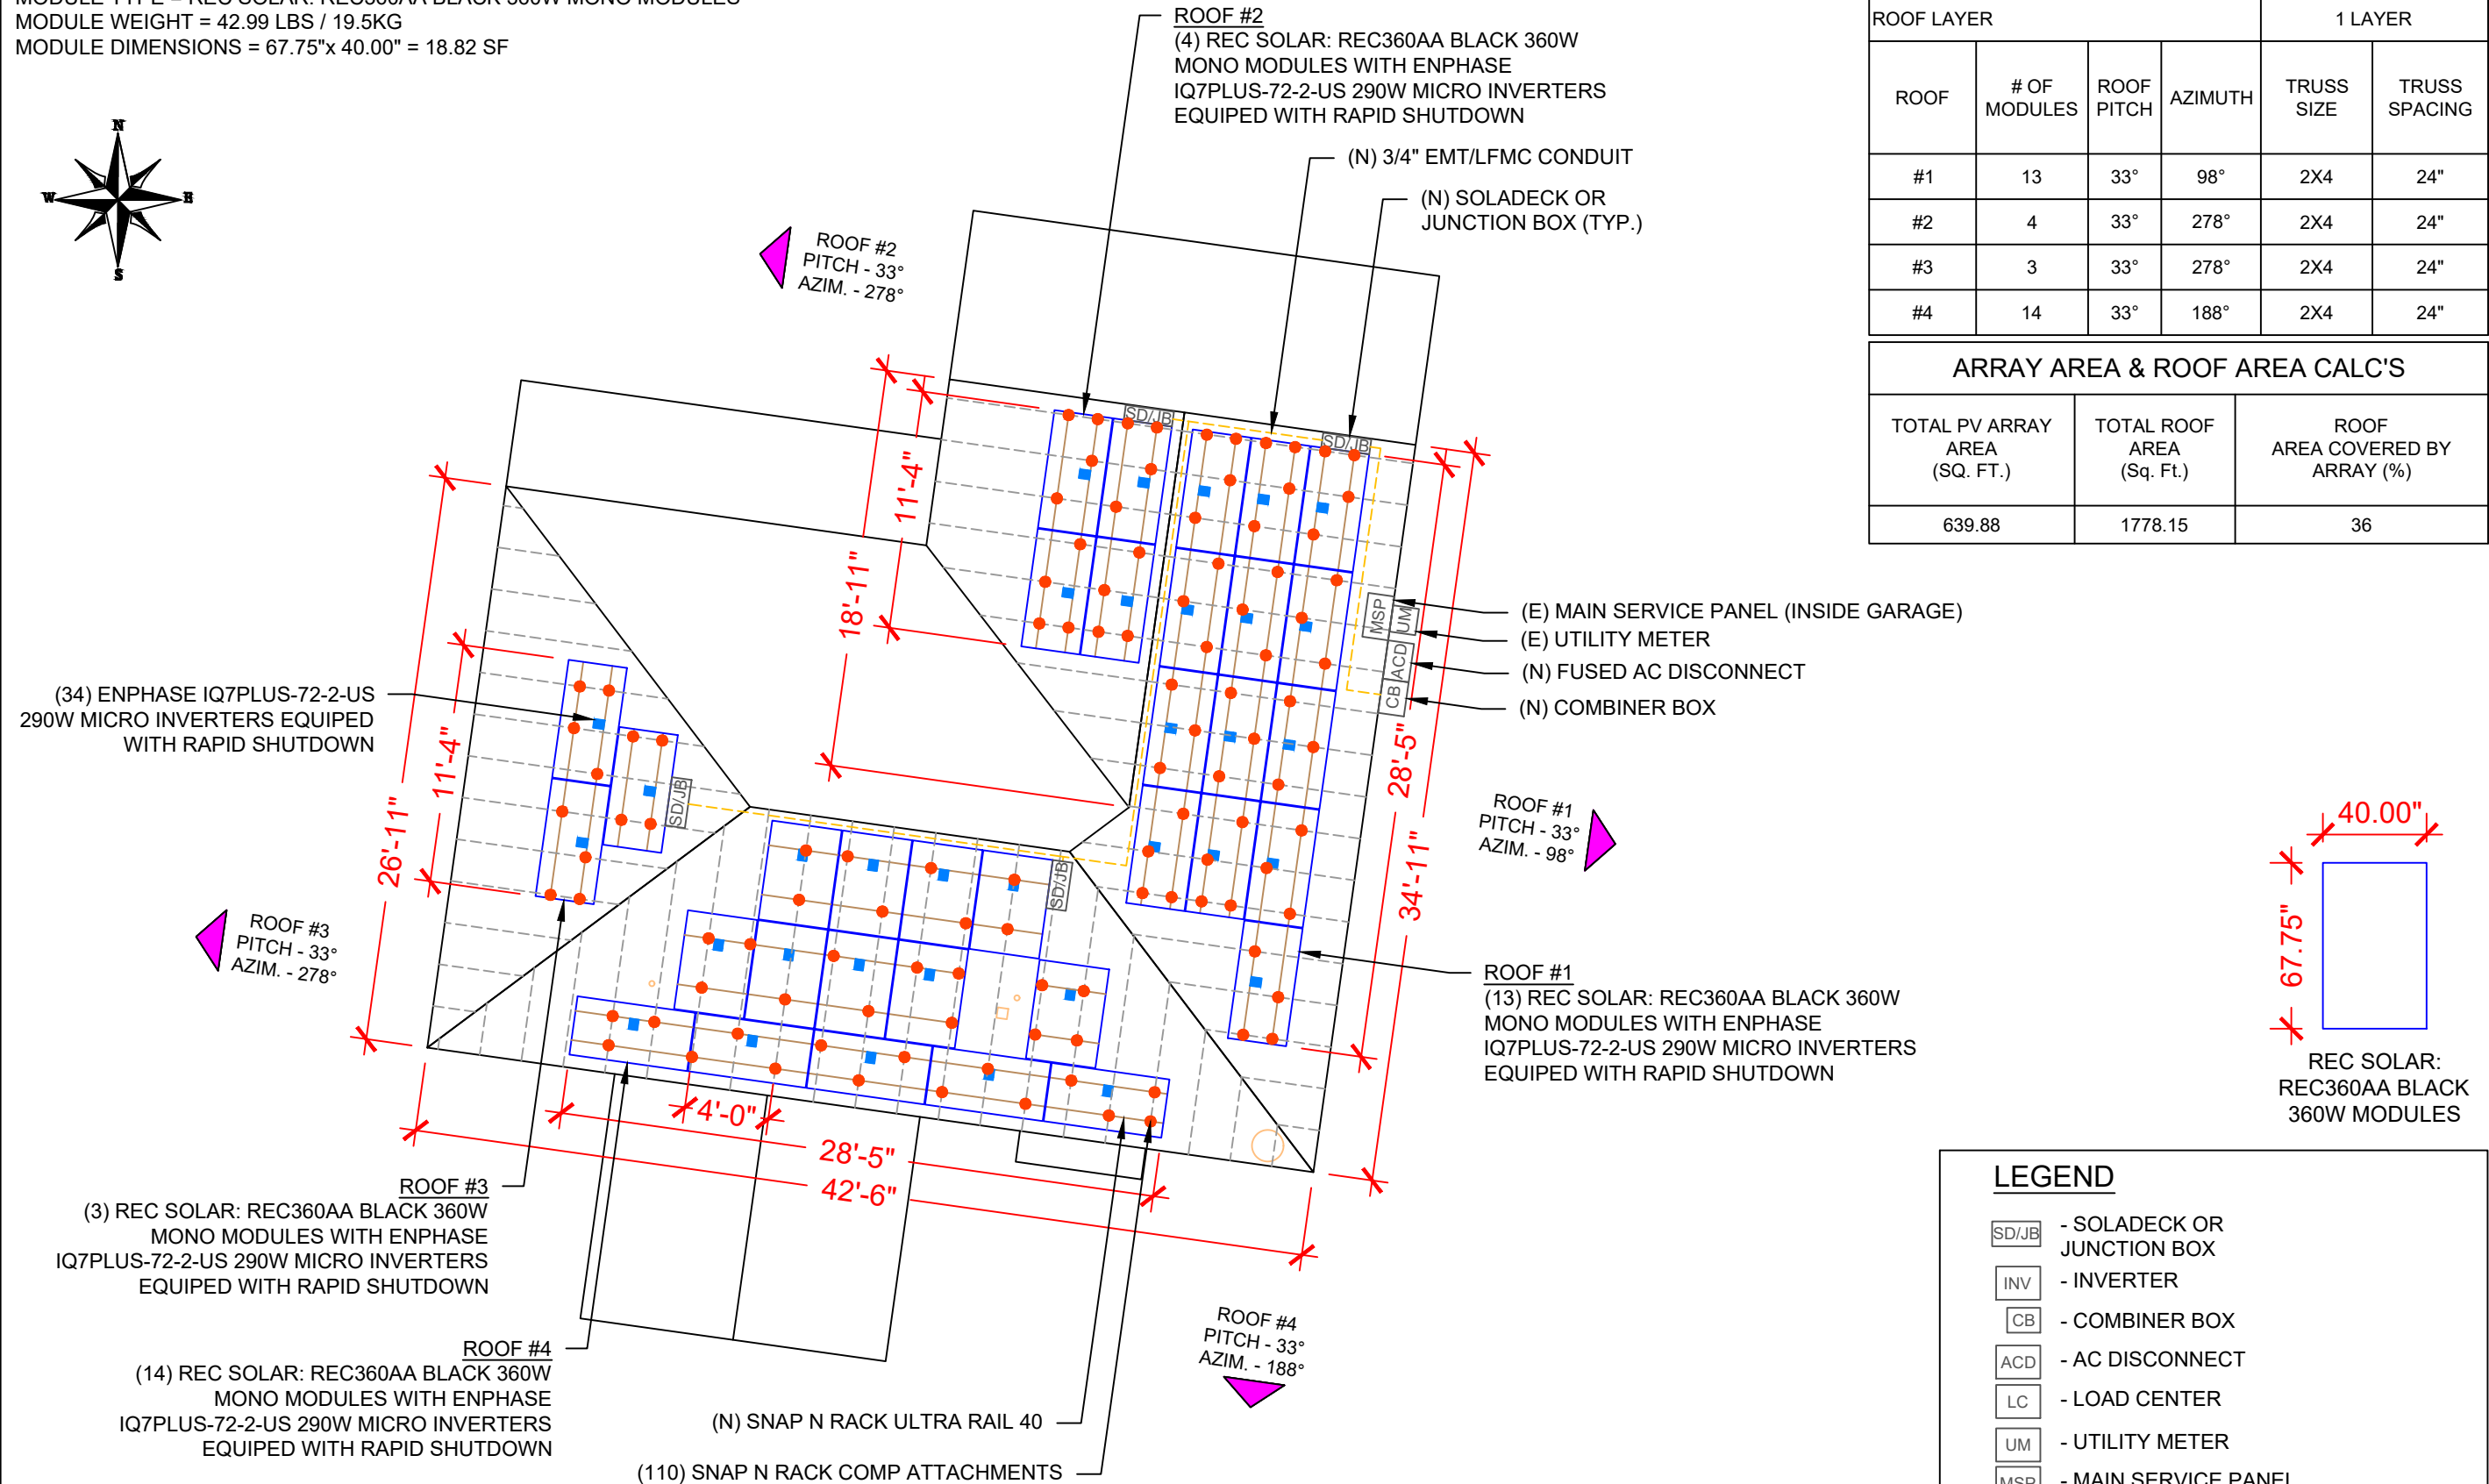 MODULE TYPE = REC SOLAR: REC360AA BLACK 360W MONO MODULES
MODULE WEIGHT = 42.99 LBS / 19.5KG
MODULE DIMENSIONS = 67.75"x 40.00" = 18.82 SF
N
W
E
S
ROOF #2
(4) REC SOLAR: REC360AA BLACK 360W
MONO MODULES WITH ENPHASE
IQ7PLUS-72-2-US 290W MICRO INVERTERS
EQUIPED WITH RAPID SHUTDOWN
(N) 3/4" EMT/LFMC CONDUIT
(N) SOLADECK OR
JUNCTION BOX (TYP.)
ROOF #2
PITCH - 33°
AZIM. - 278°
ROOF LAYER 1 LAYER
ROOF # OF MODULES ROOF PITCH AZIMUTH TRUSS SIZE TRUSS SPACING
#1 13 33° 98° 2X4 24"
#2 4 33° 278° 2X4 24"
#3 3 33° 278° 2X4 24"
#4 14 33° 188° 2X4 24"
ARRAY AREA & ROOF AREA CALC'S
TOTAL PV ARRAY AREA (SQ. FT.) TOTAL ROOF AREA (Sq. Ft.) ROOF AREA COVERED BY ARRAY (%)
639.88 1778.15 36
SD/JB
SD/JB
11'-4"
18'-11"
MSP
UM
ACD
CB
(E) MAIN SERVICE PANEL (INSIDE GARAGE)
(E) UTILITY METER
(N) FUSED AC DISCONNECT
(N) COMBINER BOX
28'-5"
34'-11"
(34) ENPHASE IQ7PLUS-72-2-US
290W MICRO INVERTERS EQUIPED
WITH RAPID SHUTDOWN
11'-4"
26'-11"
SD/JB
SD/JB
ROOF #1
PITCH - 33°
AZIM. - 98°
ROOF #3
PITCH - 33°
AZIM. - 278°
ROOF #1
(13) REC SOLAR: REC360AA BLACK 360W
MONO MODULES WITH ENPHASE
IQ7PLUS-72-2-US 290W MICRO INVERTERS
EQUIPED WITH RAPID SHUTDOWN
40.00"
67.75"
REC SOLAR:
REC360AA BLACK
360W MODULES
4'-0"
28'-5"
42'-6"
ROOF #3
(3) REC SOLAR: REC360AA BLACK 360W
MONO MODULES WITH ENPHASE
IQ7PLUS-72-2-US 290W MICRO INVERTERS
EQUIPED WITH RAPID SHUTDOWN
ROOF #4
(14) REC SOLAR: REC360AA BLACK 360W
MONO MODULES WITH ENPHASE
IQ7PLUS-72-2-US 290W MICRO INVERTERS
EQUIPED WITH RAPID SHUTDOWN
ROOF #4
PITCH - 33°
AZIM. - 188°
(N) SNAP N RACK ULTRA RAIL 40
(110) SNAP N RACK COMP ATTACHMENTS
LEGEND
SD/JB - SOLADECK OR
JUNCTION BOX
INV - INVERTER
CB - COMBINER BOX
ACD - AC DISCONNECT
LC - LOAD CENTER
UM - UTILITY METER
MSP - MAIN SERVICE PANEL